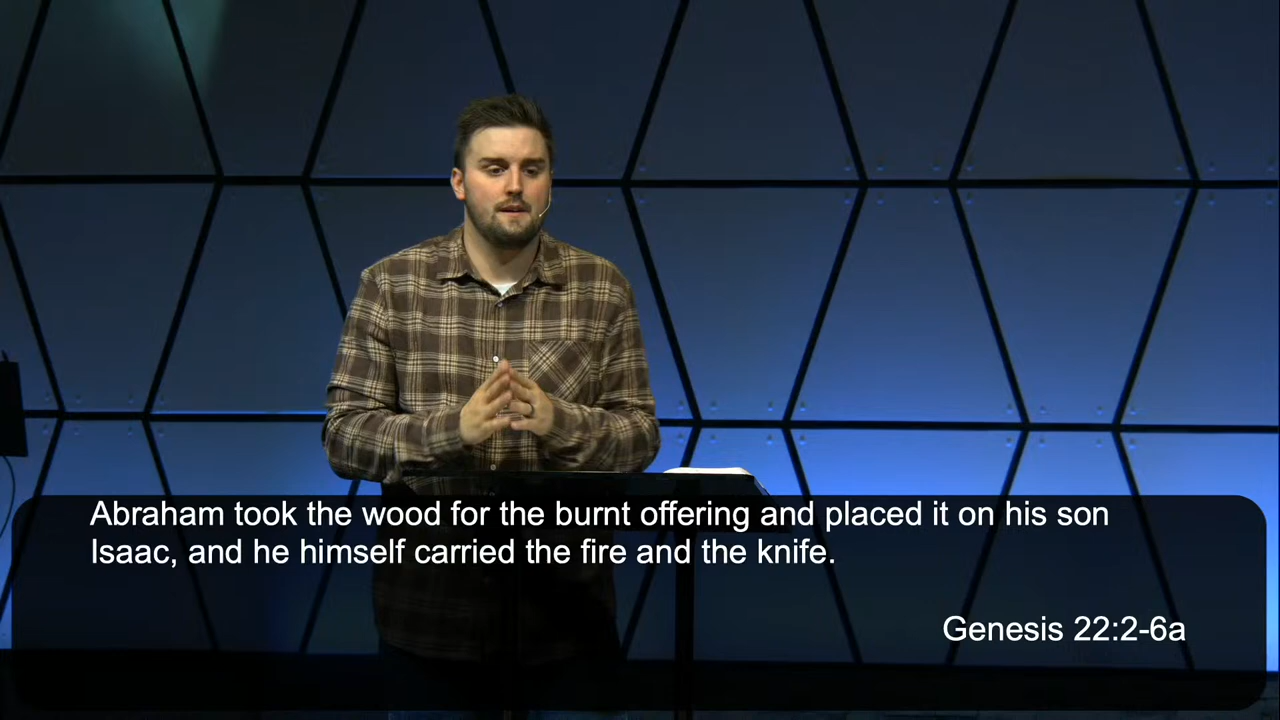 Abraham took the wood for the burnt offering and placed it on his son
Isaac, and he himself carried the fire and the knife.
Genesis 22:2-6a